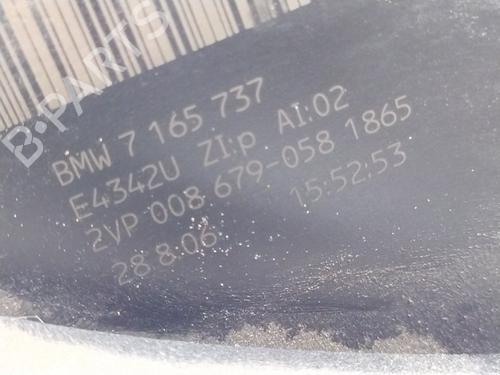 B-PARTS
BMW 7 165 737
E4342U ZI:p AI:02
2VP 008 679-058 1865
28.8.06 15:52:53